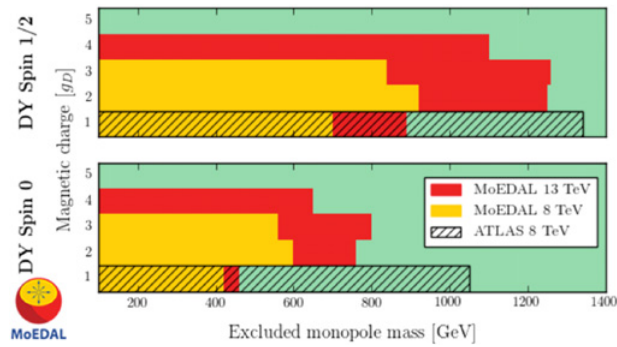 DY Spin 1/2
DY Spin 0
Magnetic charge [gD]
5
4
3
2
1
5
4
3
2
1
MoEDAL 13 TeV
MoEDAL 8 TeV
ATLAS 8 TeV
200 400 600 800 1000 1200 1400
Excluded monopole mass [GeV]
MoEDAL